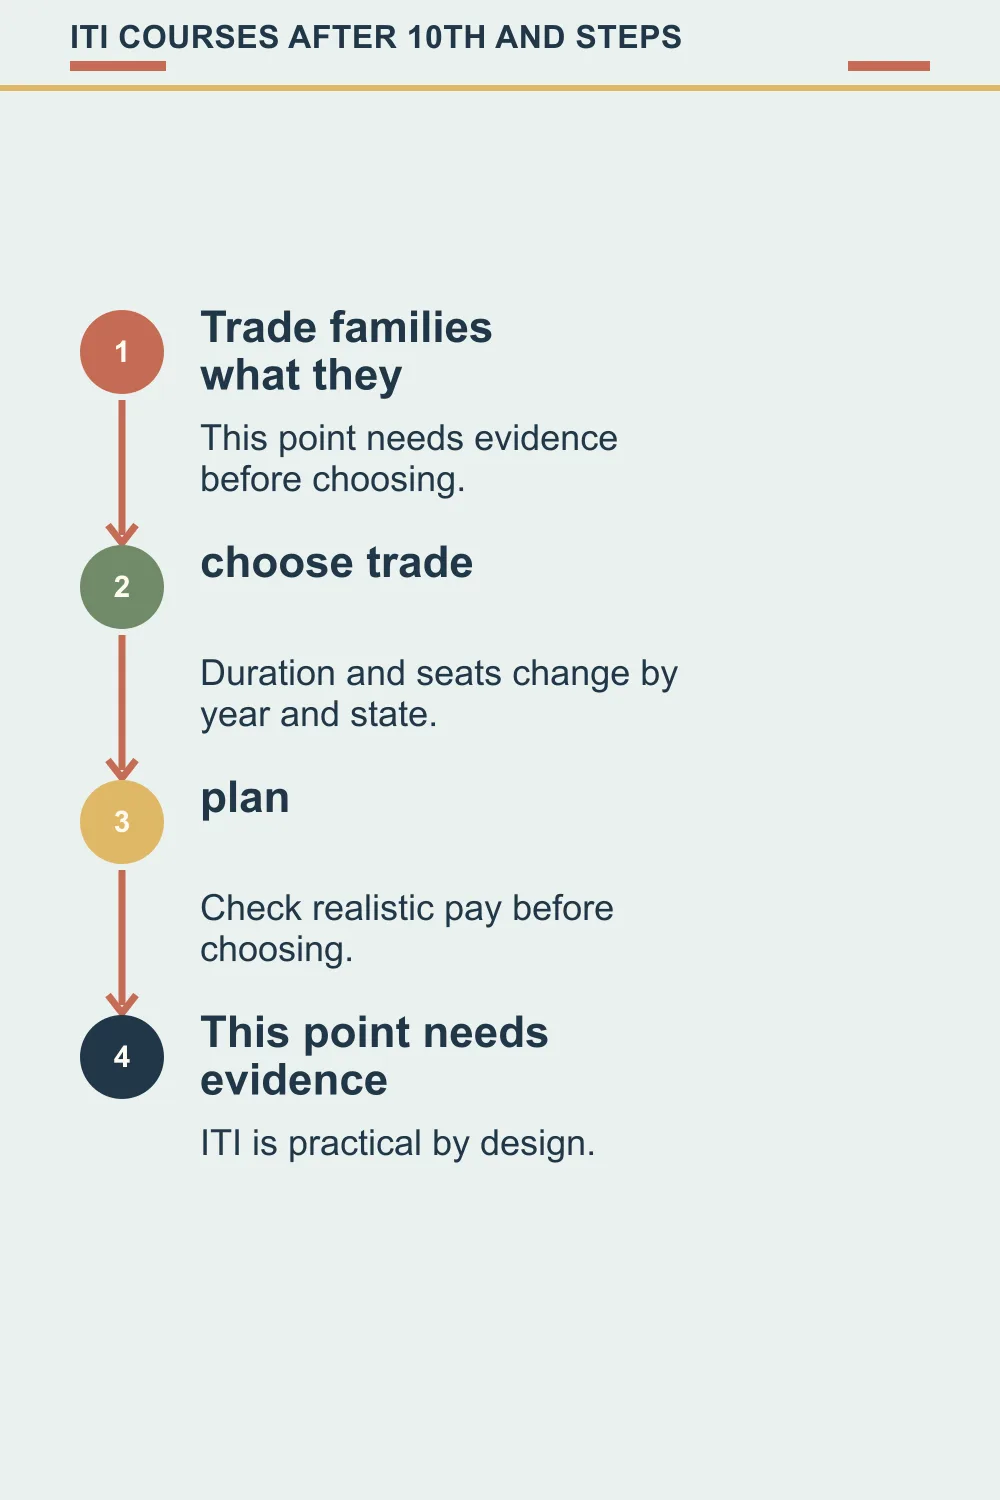 ITI COURSES AFTER 10TH AND STEPS
1
Trade families
what they
This point needs evidence
before choosing.
2
choose trade
Duration and seats change by
year and state.
3
plan
Check realistic pay before
choosing.
4
This point needs
evidence
ITI is practical by design.